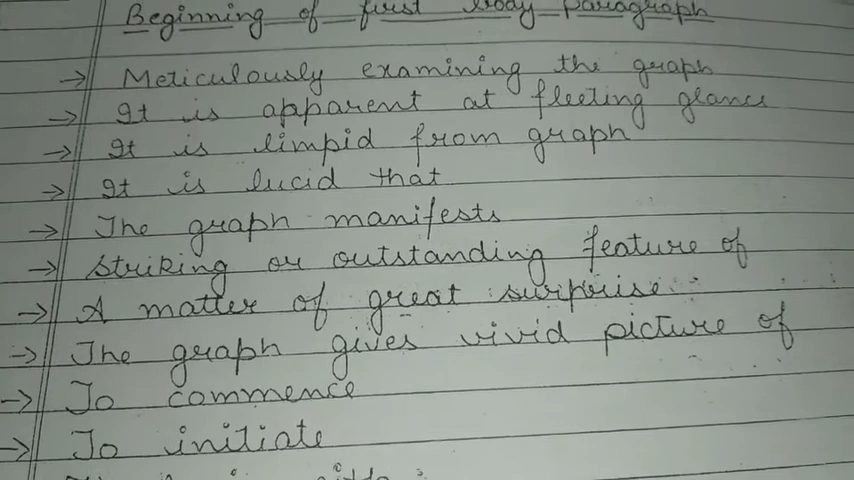 Beginning of first body paragraph
→ Meticulously examining the graph
→ It is apparent at fleeting glance
→ It is limpid from graph
→ It is lucid that
→ The graph manifests
→ Striking or outstanding feature of
→ A matter of great surprise
→ The graph gives vivid picture of
→ To commence
→ To initiate